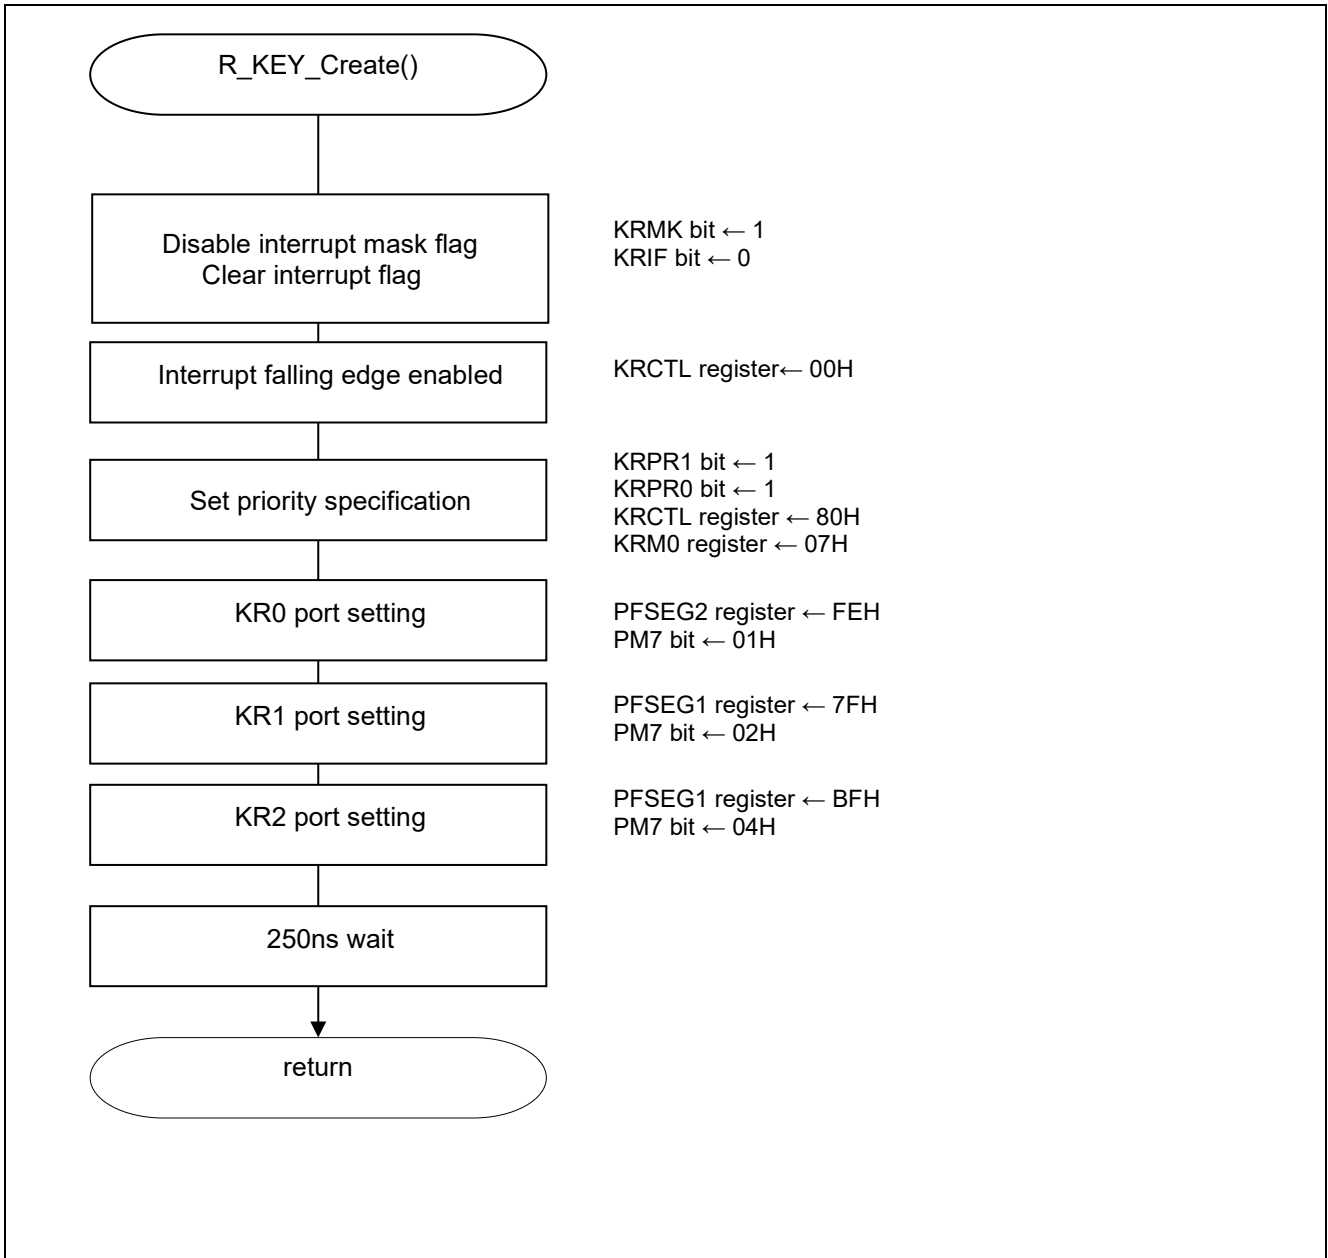 R_KEY_Create()
Disable interrupt mask flag
Clear interrupt flag
KRMK bit ← 1
KRIF bit ← 0
Interrupt falling edge enabled
KRCTL register← 00H
Set priority specification
KRPR1 bit ← 1
KRPR0 bit ← 1
KRCTL register ← 80H
KRM0 register ← 07H
KR0 port setting
PFSEG2 register ← FEH
PM7 bit ← 01H
KR1 port setting
PFSEG1 register ← 7FH
PM7 bit ← 02H
KR2 port setting
PFSEG1 register ← BFH
PM7 bit ← 04H
250ns wait
return